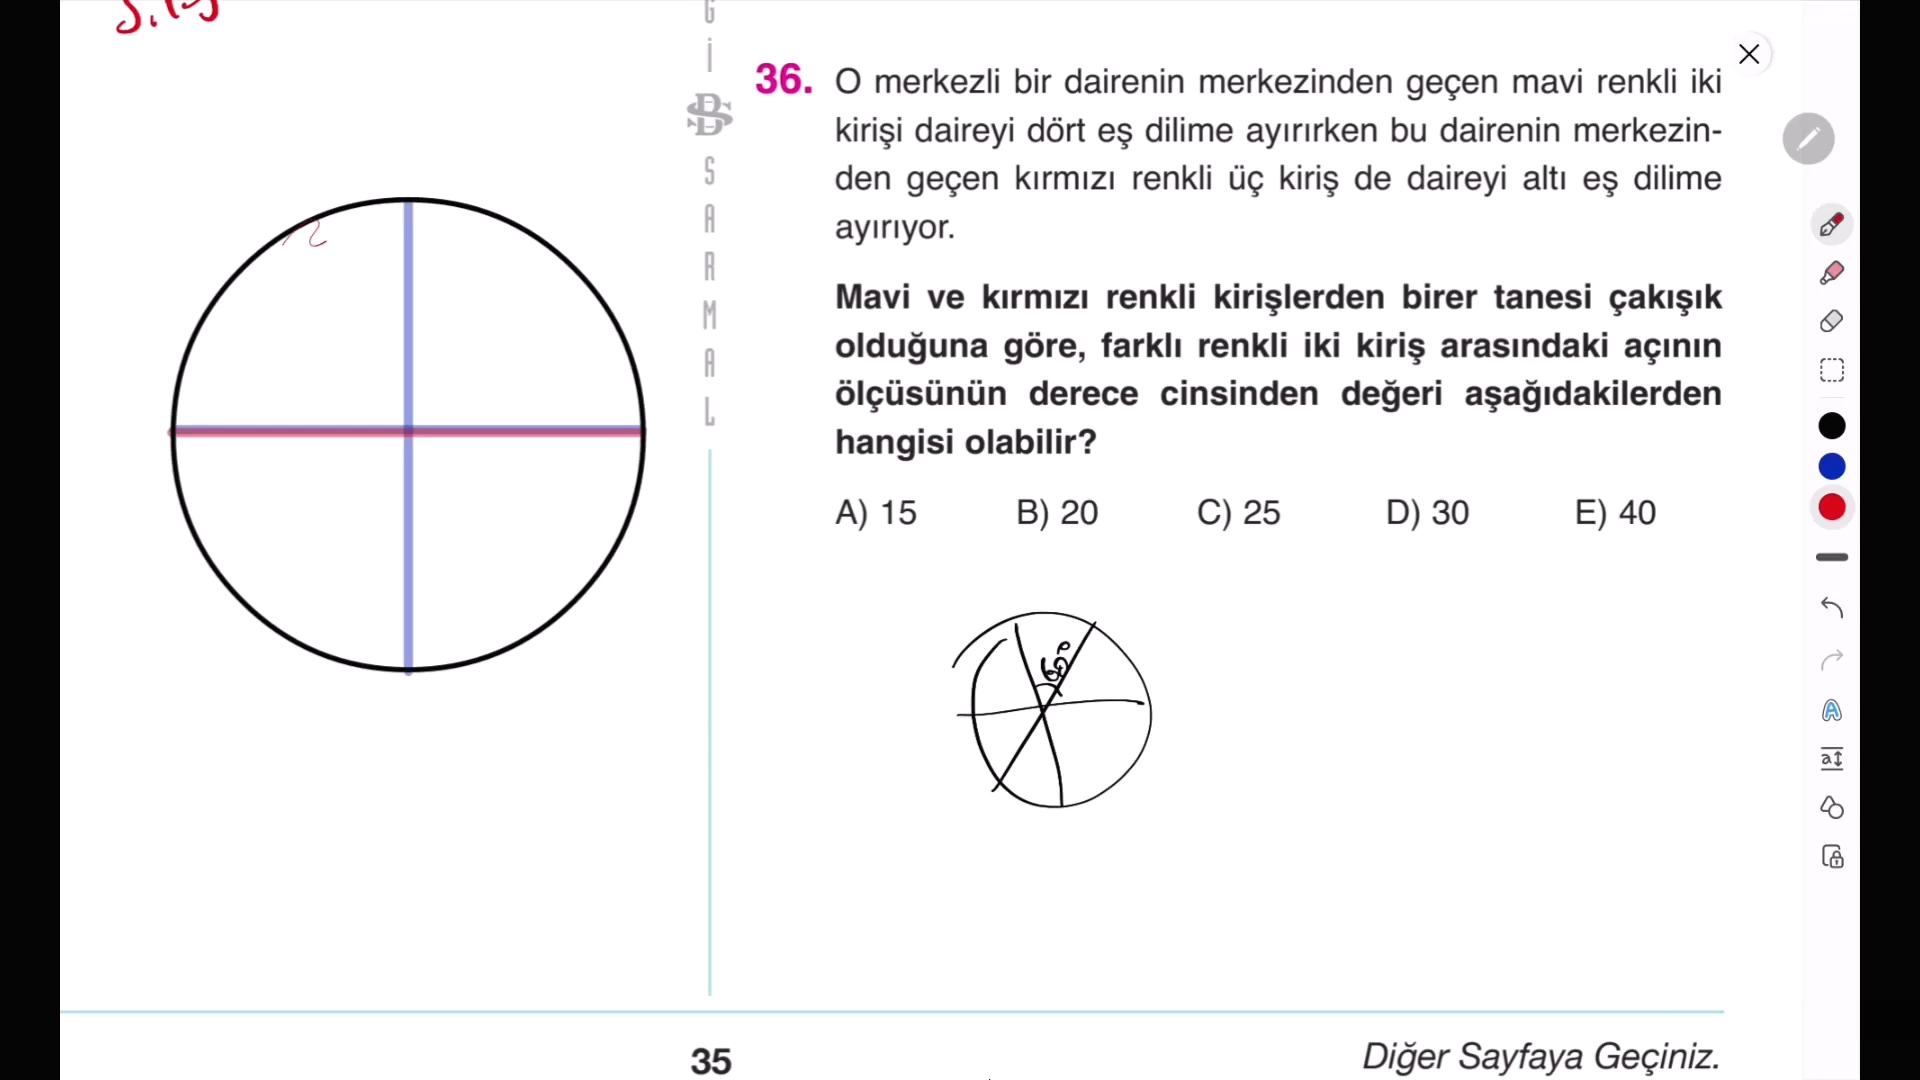 G
İ
S
A
R
M
A
L
36. O merkezli bir dairenin merkezinden geçen mavi renkli iki
kirişi daireyi dört eş dilime ayırırken bu dairenin merkezin-
den geçen kırmızı renkli üç kiriş de daireyi altı eş dilime
ayırıyor.
Mavi ve kırmızı renkli kirişlerden birer tanesi çakışık
olduğuna göre, farklı renkli iki kiriş arasındaki açının
ölçüsünün derece cinsinden değeri aşağıdakilerden
hangisi olabilir?
A) 15 B) 20 C) 25 D) 30 E) 40
60°
35
Diğer Sayfaya Geçiniz.